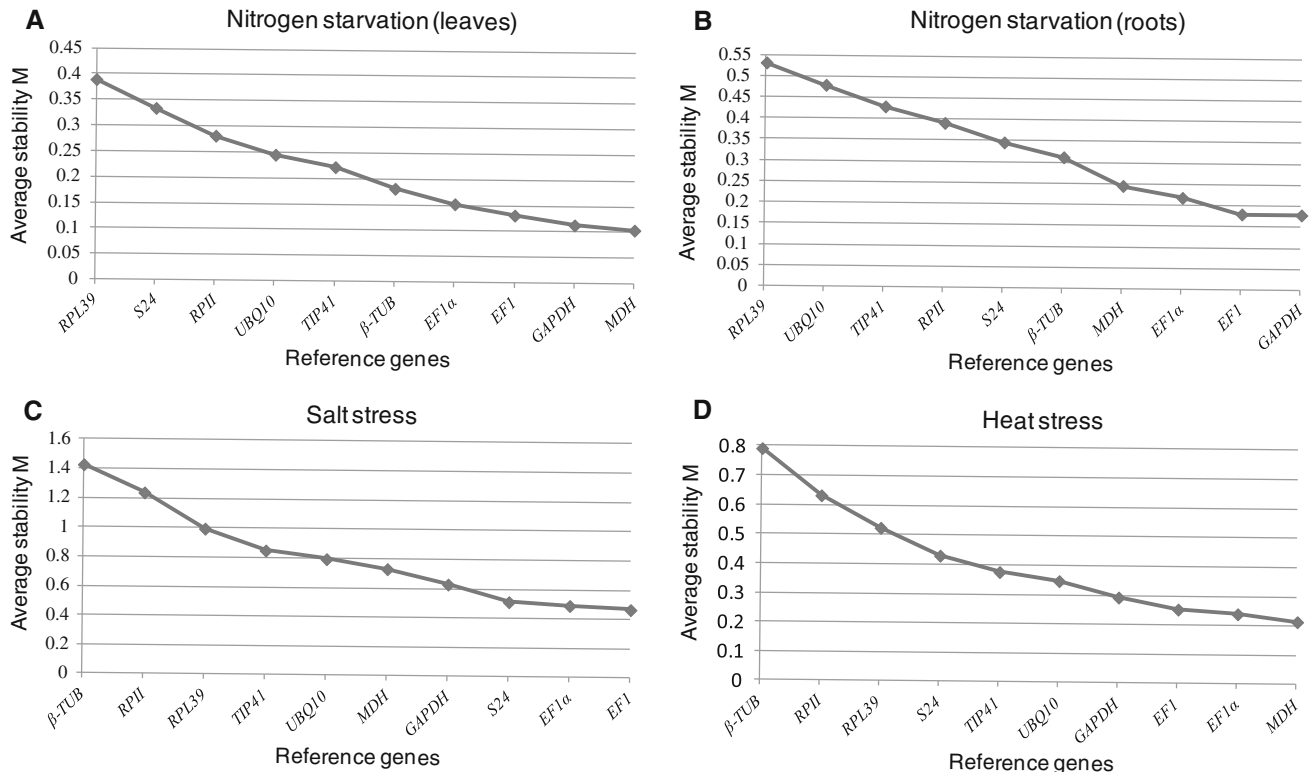 A
Nitrogen starvation (leaves)
Average stability M
0.45
0.4
0.35
0.3
0.25
0.2
0.15
0.1
0.05
0
RPL39
S24
RPII
UBQ10
TIP41
β-TUB
EF1α
EF1
GAPDH
MDH
Reference genes
B
Nitrogen starvation (roots)
Average stability M
0.55
0.5
0.45
0.4
0.35
0.3
0.25
0.2
0.15
0.1
0.05
0
RPL39
UBQ10
TIP41
RPII
S24
β-TUB
MDH
EF1α
EF1
GAPDH
Reference genes
C
Salt stress
Average stability M
1.6
1.4
1.2
1
0.8
0.6
0.4
0.2
0
β-TUB
RPII
RPL39
TIP41
UBQ10
MDH
GAPDH
S24
EF1α
EF1
Reference genes
D
Heat stress
Average stability M
0.8
0.7
0.6
0.5
0.4
0.3
0.2
0.1
0
β-TUB
RPII
RPL39
S24
TIP41
UBQ10
GAPDH
EF1
EF1α
MDH
Reference genes